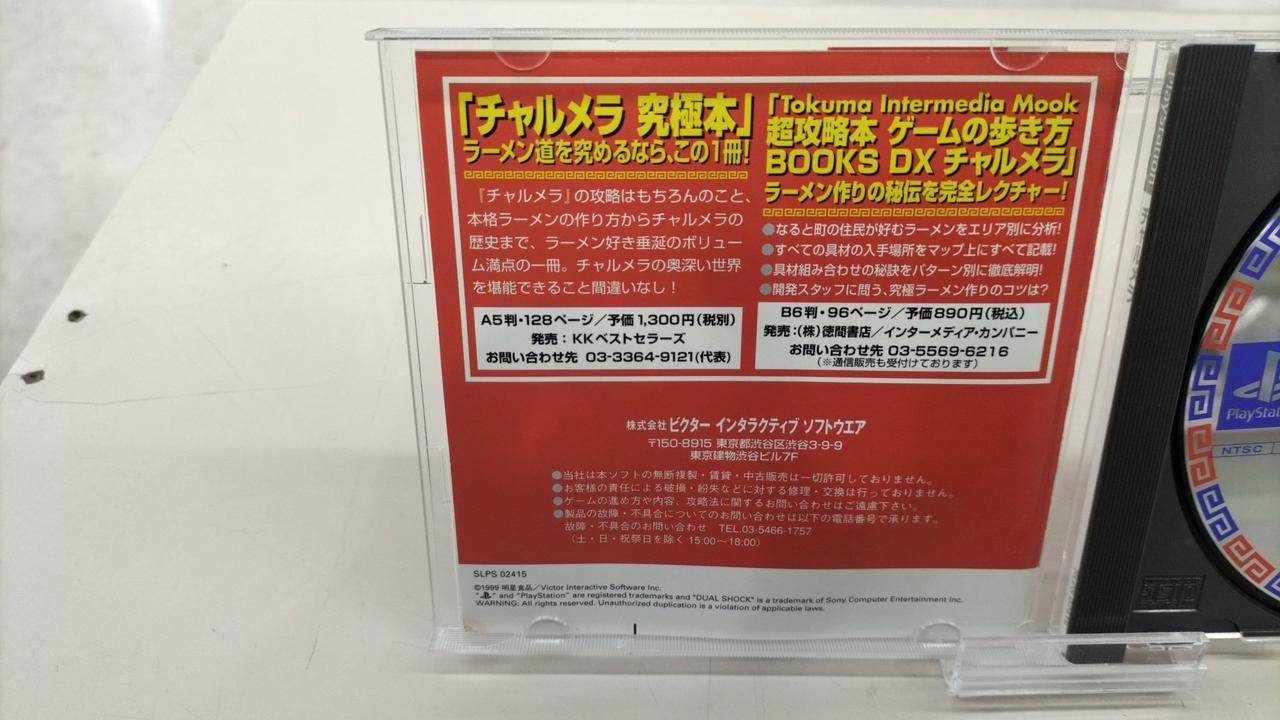 「チャルメラ 究極本」
ラーメン道を究めるなら、この1冊!
『チャルメラ』の攻略はもちろんのこと、
本格ラーメンの作り方からチャルメラの
歴史まで、ラーメン好き垂涎のボリュー
ム満点の一冊。チャルメラの奥深い世界
を堪能できること間違いなし！
A5判・128ページ／予価1,300円(税別)
発売：KKベストセラーズ
お問い合わせ先 03-3364-9121(代表)
「Tokuma Intermedia Mook
超攻略本 ゲームの歩き方
BOOKS DX チャルメラ」
ラーメン作りの秘伝を完全レクチャー!
●なると町の住民が好むラーメンをエリア別に分析!
●すべての具材の入手場所をマップ上にすべて記載!
●具材組み合わせの秘訣をパターン別に徹底解明!
●開発スタッフに問う、究極ラーメン作りのコツは?
B6判・96ページ／予価890円(税込)
発売：(株)徳間書店／インターメディア・カンパニー
お問い合わせ先 03-5569-6216
(※通信販売も受付けております)
株式会社 ビクター インタラクティブ ソフトウエア
〒150-8915 東京都渋谷区渋谷3-9-9
東京建物渋谷ビル7F
●当社は本ソフトの無断複製・賃貸・中古販売は一切許可しておりません。
●お客様の責任による破損・紛失などに対する修理・交換は行っておりません。
●ゲームの進め方や内容、攻略法に関するお問い合わせはご遠慮下さい。
●製品の故障・不具合についてのお問い合わせは以下の電話番号で承ります。
故障・不具合のお問い合わせ TEL.03-5466-1757
（土・日・祝祭日を除く 15:00～18:00）
SLPS 02415
©1999 明星食品／Victor Interactive Software Inc.
" " and "PlayStation" are registered trademarks and "DUAL SHOCK" is a trademark of Sony Computer Entertainment Inc.
WARNING: All rights reserved. Unauthorized duplication is a violation of applicable laws.
PlayStation
NTSC